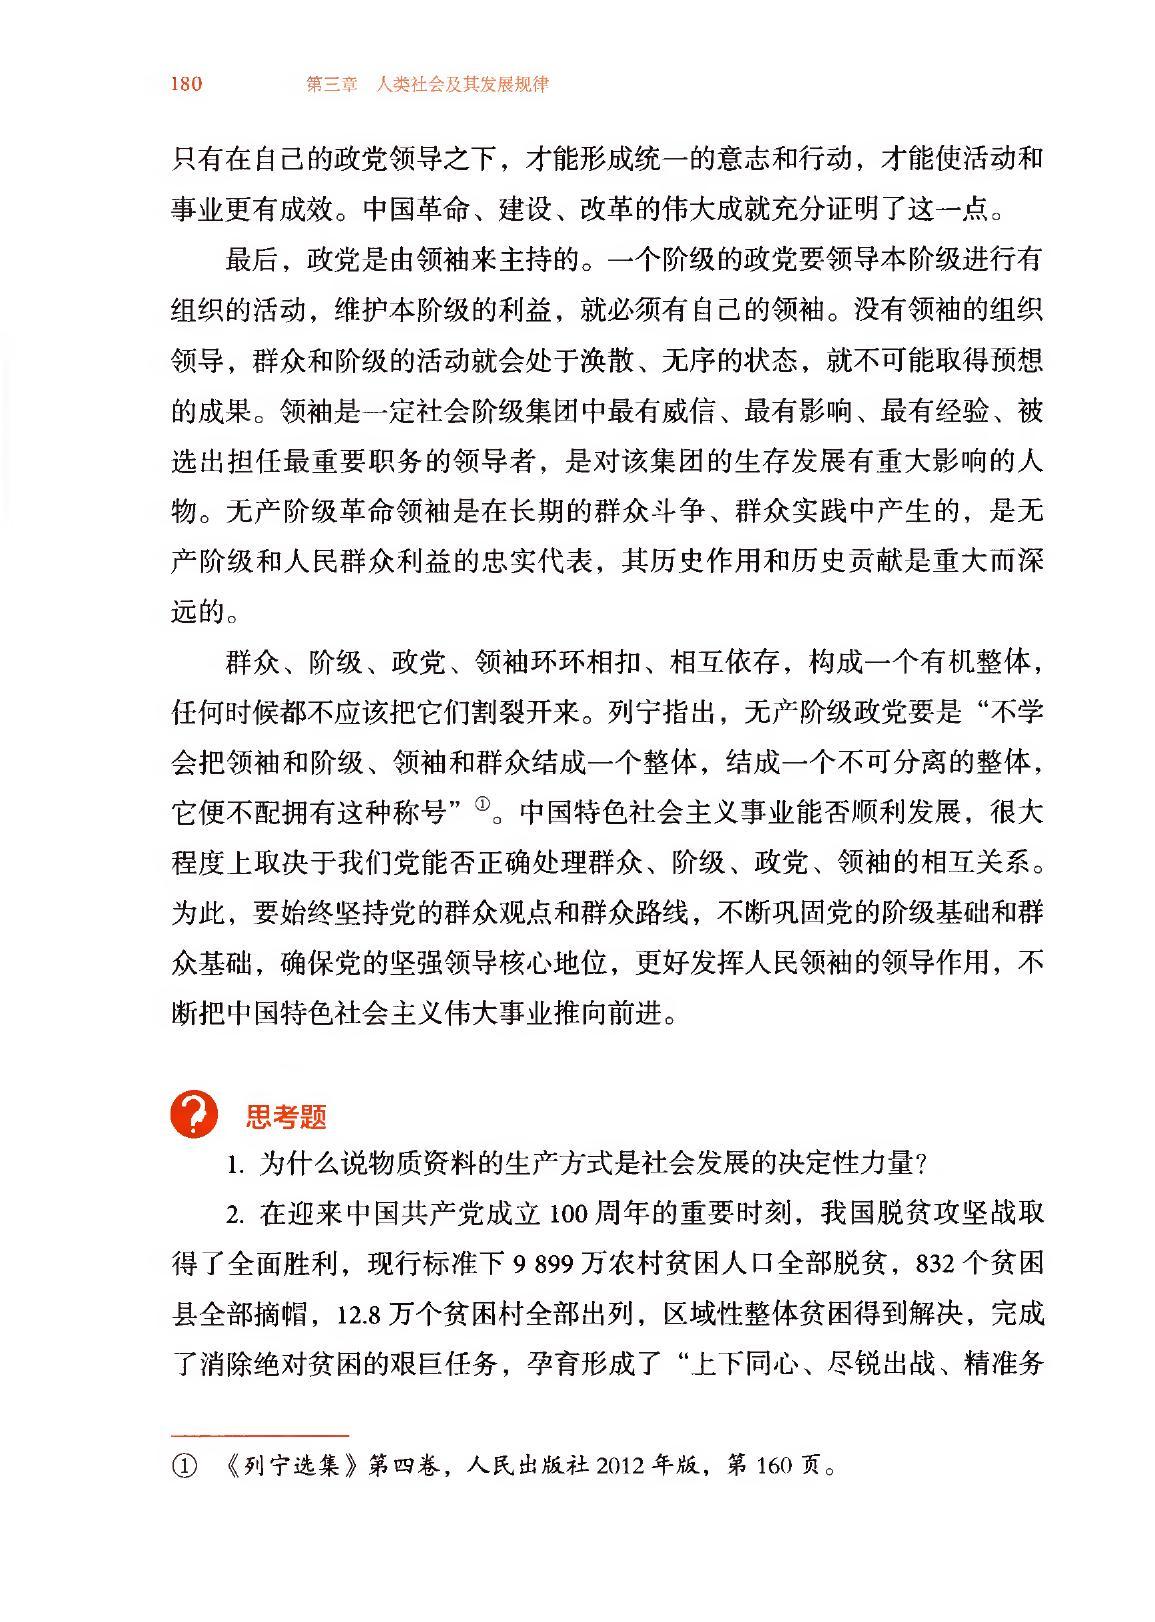 180 第三章 人类社会及其发展规律
只有在自己的政党领导之下，才能形成统一的意志和行动，才能使活动和
事业更有成效。中国革命、建设、改革的伟大成就充分证明了这一点。
最后，政党是由领袖来主持的。一个阶级的政党要领导本阶级进行有
组织的活动，维护本阶级的利益，就必须有自己的领袖。没有领袖的组织
领导，群众和阶级的活动就会处于涣散、无序的状态，就不可能取得预想
的成果。领袖是一定社会阶级集团中最有威信、最有影响、最有经验、被
选出担任最重要职务的领导者，是对该集团的生存发展有重大影响的人
物。无产阶级革命领袖是在长期的群众斗争、群众实践中产生的，是无
产阶级和人民群众利益的忠实代表，其历史作用和历史贡献是重大而深
远的。
群众、阶级、政党、领袖环环相扣、相互依存，构成一个有机整体，
任何时候都不应该把它们割裂开来。列宁指出，无产阶级政党要是“不学
会把领袖和阶级、领袖和群众结成一个整体，结成一个不可分离的整体，
它便不配拥有这种称号”①。中国特色社会主义事业能否顺利发展，很大
程度上取决于我们党能否正确处理群众、阶级、政党、领袖的相互关系。
为此，要始终坚持党的群众观点和群众路线，不断巩固党的阶级基础和群
众基础，确保党的坚强领导核心地位，更好发挥人民领袖的领导作用，不
断把中国特色社会主义伟大事业推向前进。
思考题
1. 为什么说物质资料的生产方式是社会发展的决定性力量？
2. 在迎来中国共产党成立 100 周年的重要时刻，我国脱贫攻坚战取
得了全面胜利，现行标准下 9 899 万农村贫困人口全部脱贫，832 个贫困
县全部摘帽，12.8 万个贫困村全部出列，区域性整体贫困得到解决，完成
了消除绝对贫困的艰巨任务，孕育形成了“上下同心、尽锐出战、精准务
① 《列宁选集》第四卷，人民出版社 2012 年版，第 160 页。